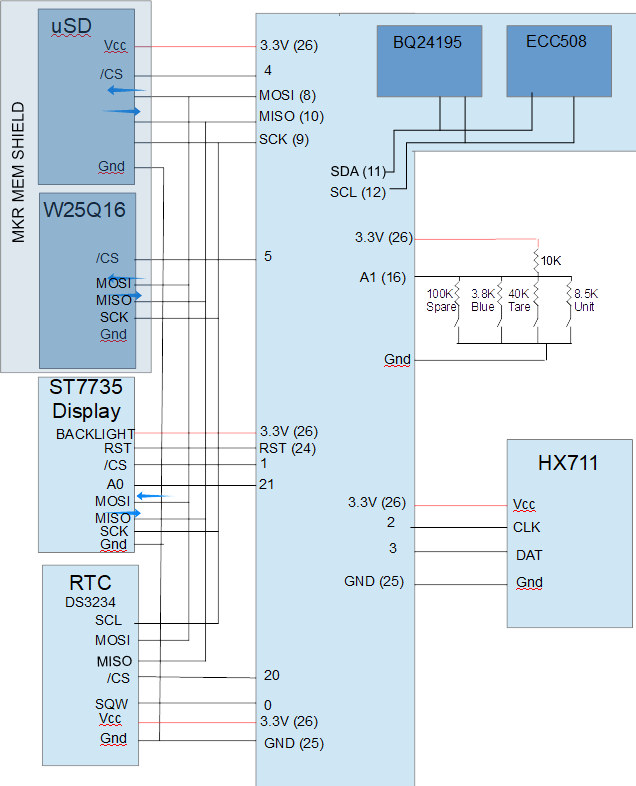 MKR MEM SHIELD
uSD
Vcc
/CS
Gnd
W25Q16
/CS
MOSI
MISO
SCK
Gnd
ST7735
Display
BACKLIGHT
RST
/CS
A0
MOSI
MISO
SCK
Gnd
RTC
DS3234
SCL
MOSI
MISO
/CS
SQW
Vcc
Gnd
3.3V (26)
4
MOSI (8)
MISO (10)
SCK (9)
5
3.3V (26)
RST (24)
1
21
20
0
3.3V (26)
GND (25)
BQ24195
ECC508
SDA (11)
SCL (12)
3.3V (26)
10K
A1 (16)
100K
Spare
3.8K
Blue
40K
Tare
8.5K
Unit
Gnd
3.3V (26)
2
3
GND (25)
HX711
Vcc
CLK
DAT
Gnd